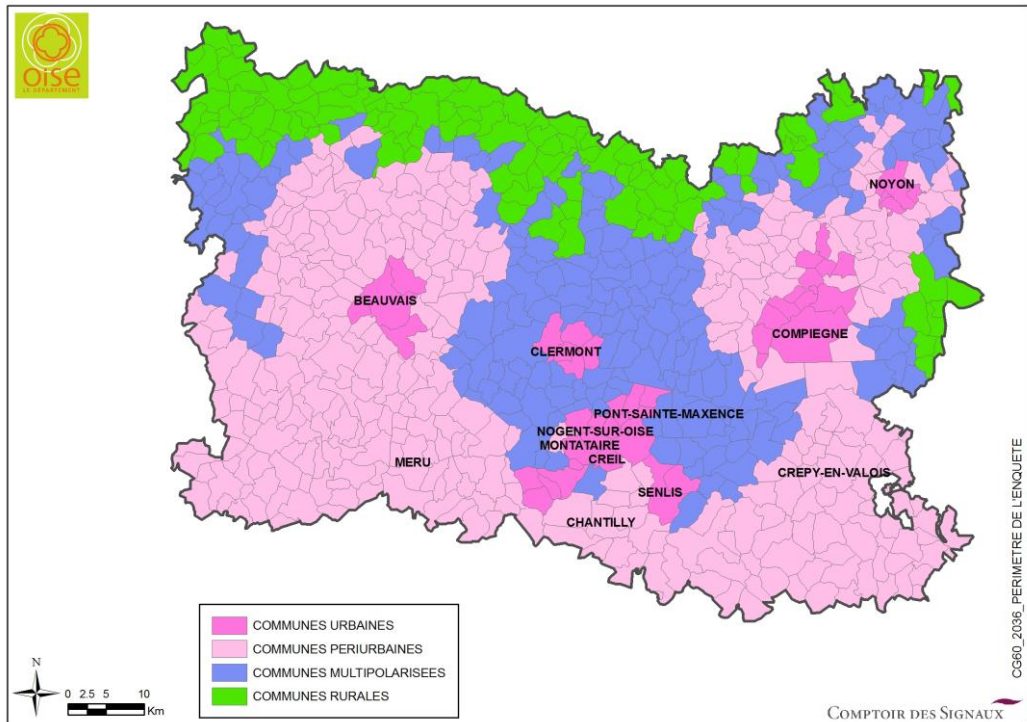 oise
LE DÉPARTEMENT
NOYON
BEAUVAIS
COMPIEGNE
CLERMONT
PONT-SAINTE-MAXENCE
NOGENT-SUR-OISE
MONTATAIRE
CREIL
MERU
CREPY-EN-VALOIS
SENLIS
CHANTILLY
COMMUNES URBAINES
COMMUNES PERIURBAINES
COMMUNES MULTIPOLARISEES
COMMUNES RURALES
N
0 2.5 5 10
Km
CG60_2036_PERIMETRE DE L'ENQUETE
COMPTOIR DES SIGNAUX